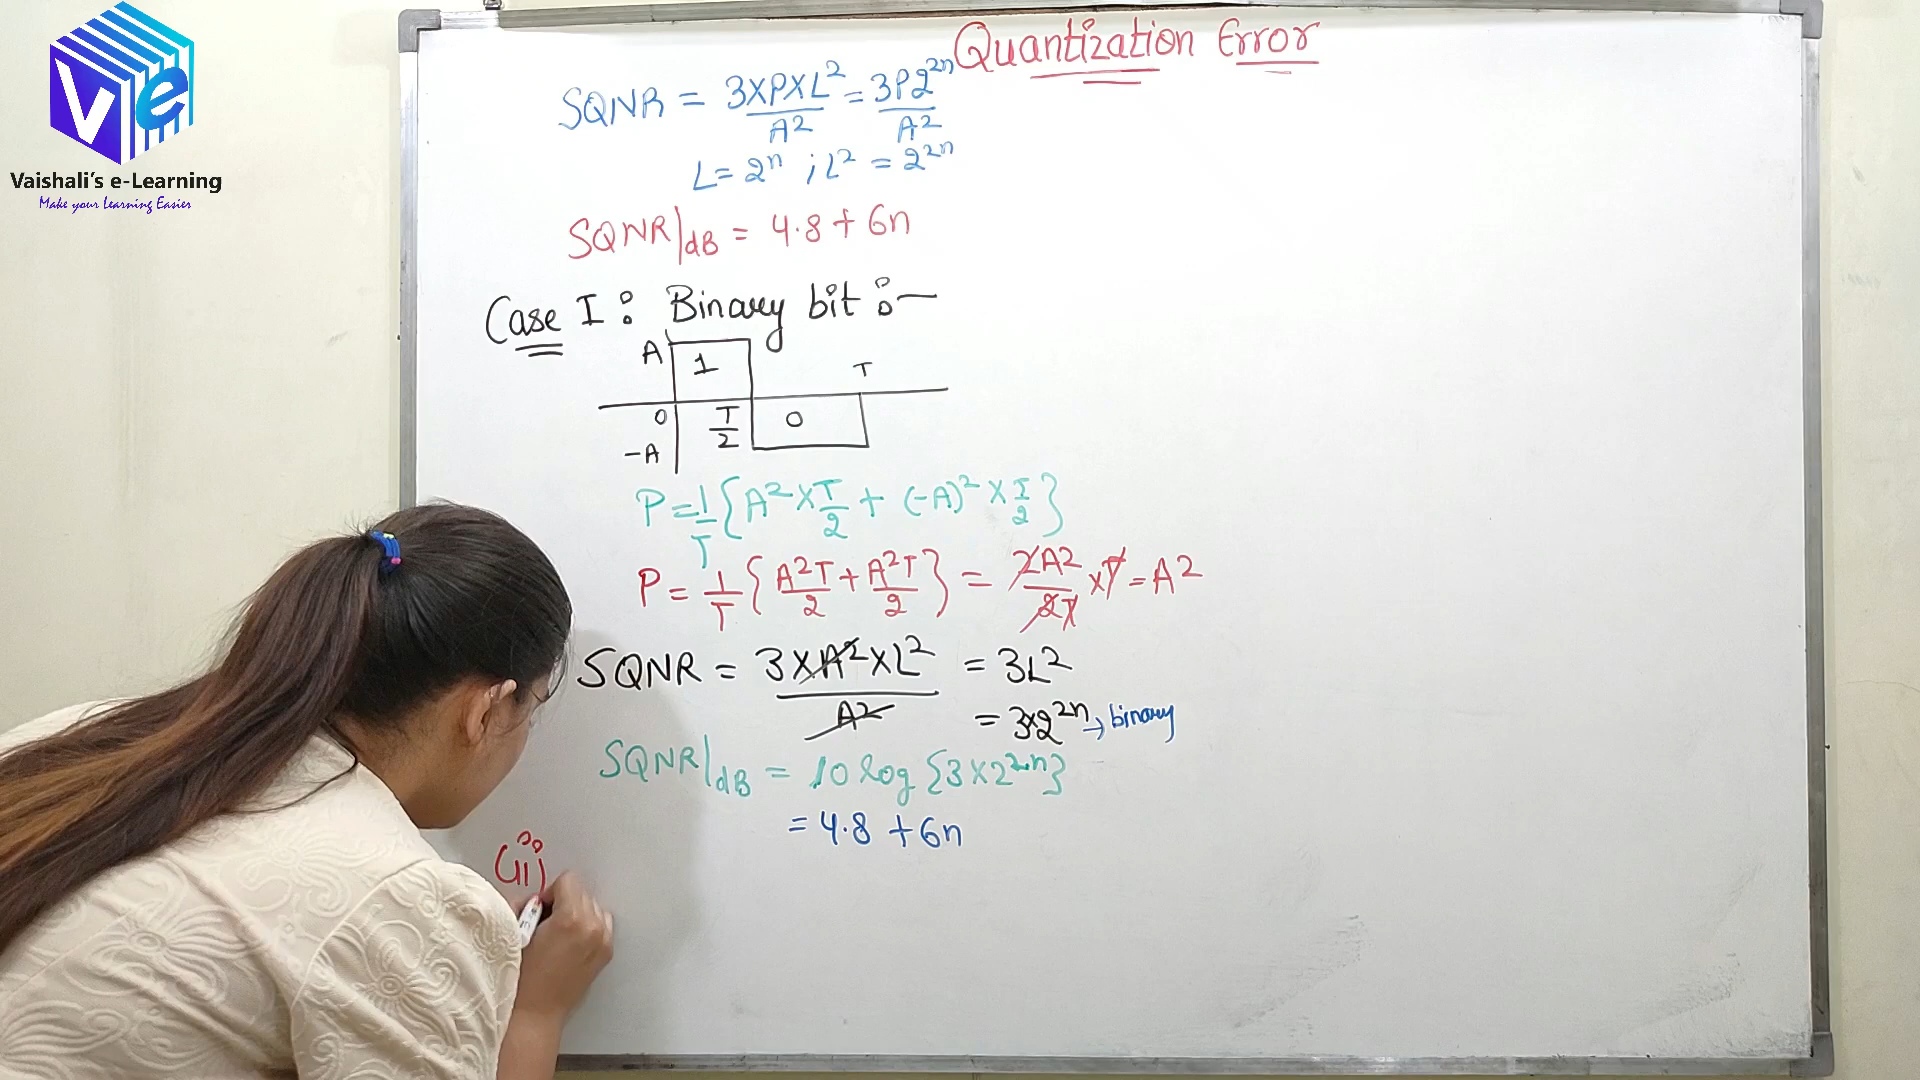 Ve
Vaishali's e-Learning
Make your Learning Easier
Quantization Error
SQNR = 3×P×L² / A² = 3P2²ⁿ / A²
L = 2ⁿ ; L² = 2²ⁿ
SQNR|dB = 4.8 + 6n
Case I : Binary bit :—
A 1 T
0 T/2 0
-A
P = 1/T {A² × T/2 + (-A)² × T/2}
P = 1/T {A²T/2 + A²T/2} = 2A²/2T × T = A²
SQNR = 3×A²×L² / A² = 3L²
= 3×2²ⁿ → binary
SQNR|dB = 10 log {3×2²ⁿ}
= 4.8 + 6n
(ii)